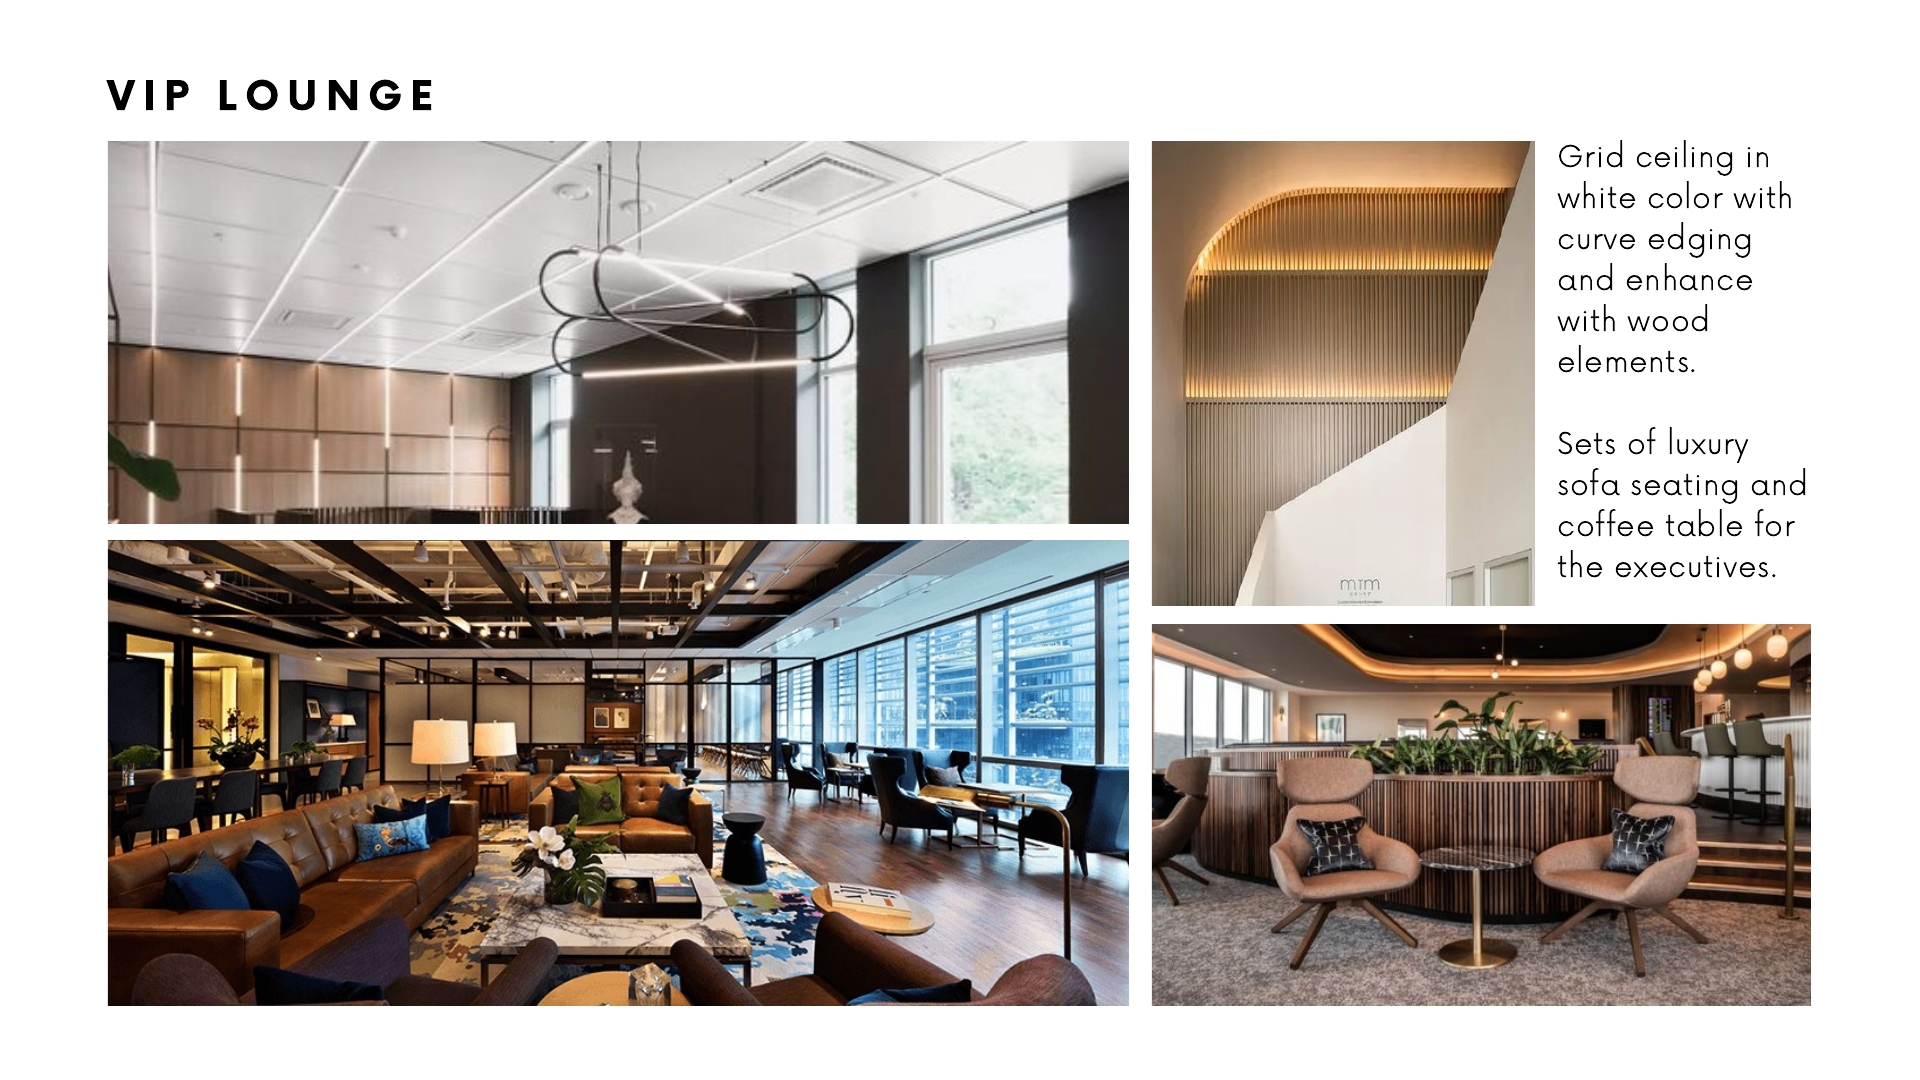 VIP LOUNGE
Grid ceiling in
white color with
curve edging
and enhance
with wood
elements.
Sets of luxury
sofa seating and
coffee table for
the executives.
mtm